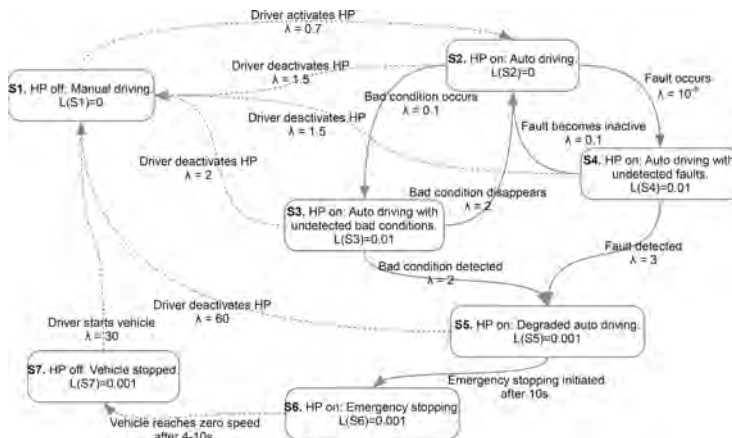 Driver activates HP
λ = 0.7
S2. HP on: Auto driving.
L(S2)=0
S1. HP off: Manual driving.
L(S1)=0
Driver deactivates HP
λ = 1.5
Fault occurs
Bad condition occurs
λ = 0.1
Driver deactivates HP
λ = 1.5
Fault becomes inactive
λ = 0.1
S4. HP on: Auto driving with
undetected faults.
L(S4)=0.01
Driver deactivates HP
λ = 2
S3. HP on: Auto driving with
undetected bad conditions.
L(S3)=0.01
Bad condition disappears
λ = 2
Bad condition detected
λ = 2
Fault detected
λ = 3
Driver deactivates HP
λ = 60
S5. HP on: Degraded auto driving.
L(S5)=0.001
Driver starts vehicle
λ = 30
S7. HP off: Vehicle stopped.
L(S7)=0.001
Emergency stopping initiated
after 10s
S6. HP on: Emergency stopping.
L(S6)=0.001
Vehicle reaches zero speed
after 4-10s